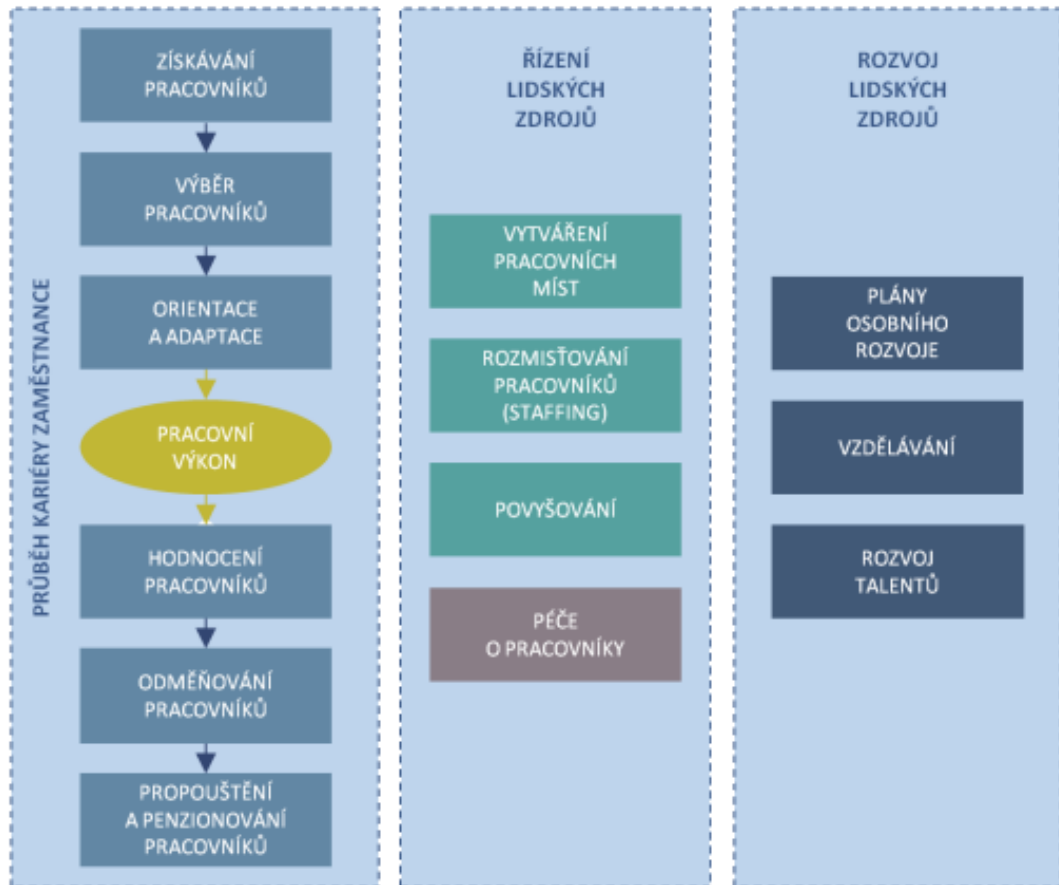 PRŮBĚH KARIÉRY ZAMĚSTNANCE
ZÍSKÁVÁNÍ
PRACOVNÍKŮ
VÝBĚR
PRACOVNÍKŮ
ORIENTACE
A ADAPTACE
PRACOVNÍ
VÝKON
HODNOCENÍ
PRACOVNÍKŮ
ODMĚŇOVÁNÍ
PRACOVNÍKŮ
PROPOUŠTĚNÍ
A PENZIONOVÁNÍ
PRACOVNÍKŮ
ŘÍZENÍ
LIDSKÝCH
ZDROJŮ
VYTVÁŘENÍ
PRACOVNÍCH
MÍST
ROZMISŤOVÁNÍ
PRACOVNÍKŮ
(STAFFING)
POVYŠOVÁNÍ
PÉČE
O PRACOVNÍKY
ROZVOJ
LIDSKÝCH
ZDROJŮ
PLÁNY
OSOBNÍHO
ROZVOJE
VZDĚLÁVÁNÍ
ROZVOJ
TALENTŮ